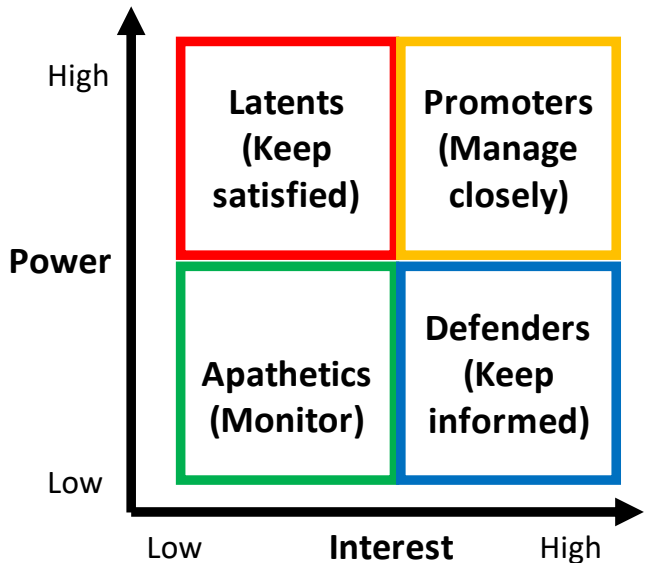 High
Latents
(Keep
satisfied)
Promoters
(Manage
closely)
Power
Apathetics
(Monitor)
Defenders
(Keep
informed)
Low
Low
Interest
High